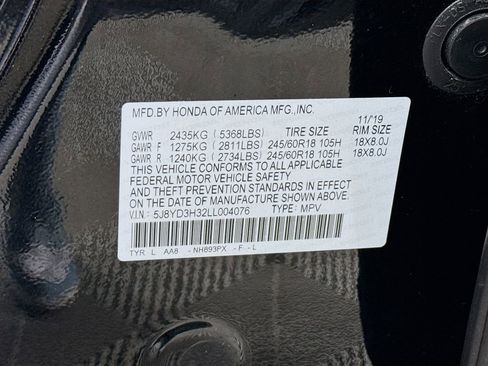 MFD.BY HONDA OF AMERICA MFG.,INC. 11/19
GVWR 2435KG (5368LBS) TIRE SIZE RIM SIZE
GAWR F 1275KG (2811LBS) 245/60R18 105H 18X8.0J
GAWR R 1240KG (2734LBS) 245/60R18 105H 18X8.0J
THIS VEHICLE CONFORMS TO ALL APPLICABLE
FEDERAL MOTOR VEHICLE SAFETY
AND THEFT PREVENTION STANDARDS IN EFFECT
ON THE DATE OF MANUFACTURE SHOWN ABOVE.
V.I.N: 5J8YD3H32LL004076 TYPE: MPV
TYR L AA8 -NH893PX -F -L